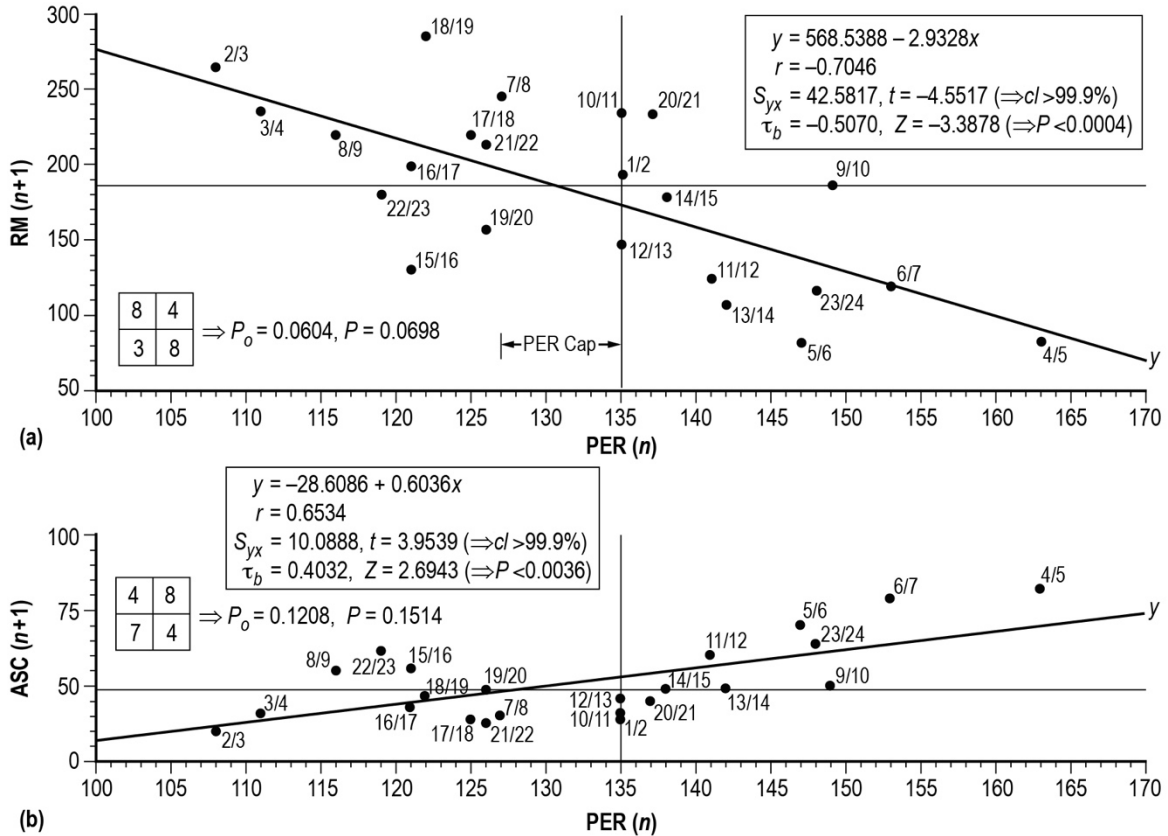 300
250
200
150
100
50
RM (n+1)
18/19
2/3
7/8
10/11
20/21
3/4
17/18
8/9
21/22
16/17
1/2
9/10
22/23
14/15
19/20
12/13
15/16
11/12
6/7
13/14
23/24
5/6
4/5
y
y = 568.5388 – 2.9328x
r = –0.7046
Syx = 42.5817, t = –4.5517 (⇒cl >99.9%)
τb = –0.5070, Z = –3.3878 (⇒P <0.0004)
8 4
3 8
⇒ Po = 0.0604, P = 0.0698
PER Cap
100 105 110 115 120 125 130 135 140 145 150 155 160 165 170
(a)
PER (n)
y = –28.6086 + 0.6036x
r = 0.6534
Syx = 10.0888, t = 3.9539 (⇒cl >99.9%)
τb = 0.4032, Z = 2.6943 (⇒P <0.0036)
4 8
7 4
⇒ Po = 0.1208, P = 0.1514
100
75
50
25
0
ASC (n+1)
6/7
4/5
5/6
23/24
11/12
8/9
22/23
15/16
19/20
18/19
14/15
9/10
3/4
12/13
13/14
16/17
7/8
10/11
20/21
17/18
21/22
1/2
2/3
y
100 105 110 115 120 125 130 135 140 145 150 155 160 165 170
(b)
PER (n)